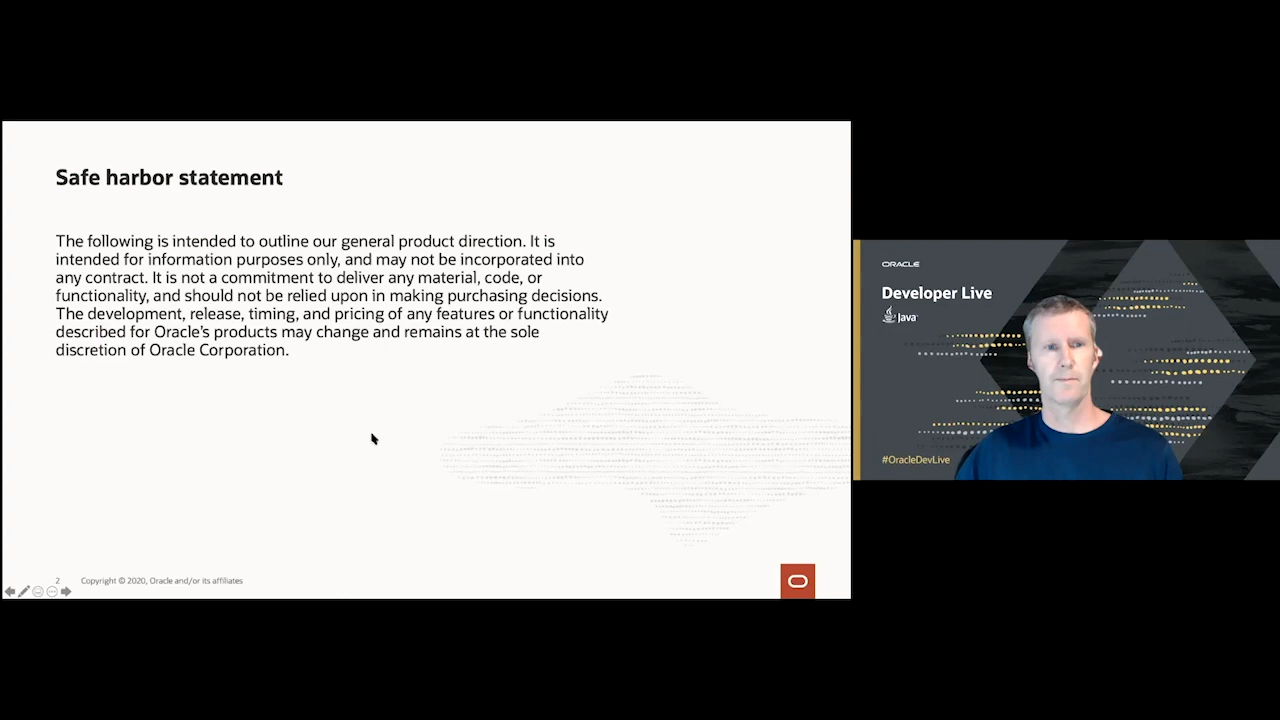 Safe harbor statement
The following is intended to outline our general product direction. It is
intended for information purposes only, and may not be incorporated into
any contract. It is not a commitment to deliver any material, code, or
functionality, and should not be relied upon in making purchasing decisions.
The development, release, timing, and pricing of any features or functionality
described for Oracle's products may change and remains at the sole
discretion of Oracle Corporation.
2 Copyright © 2020, Oracle and/or its affiliates
ORACLE
Developer Live
Java
#OracleDevLive